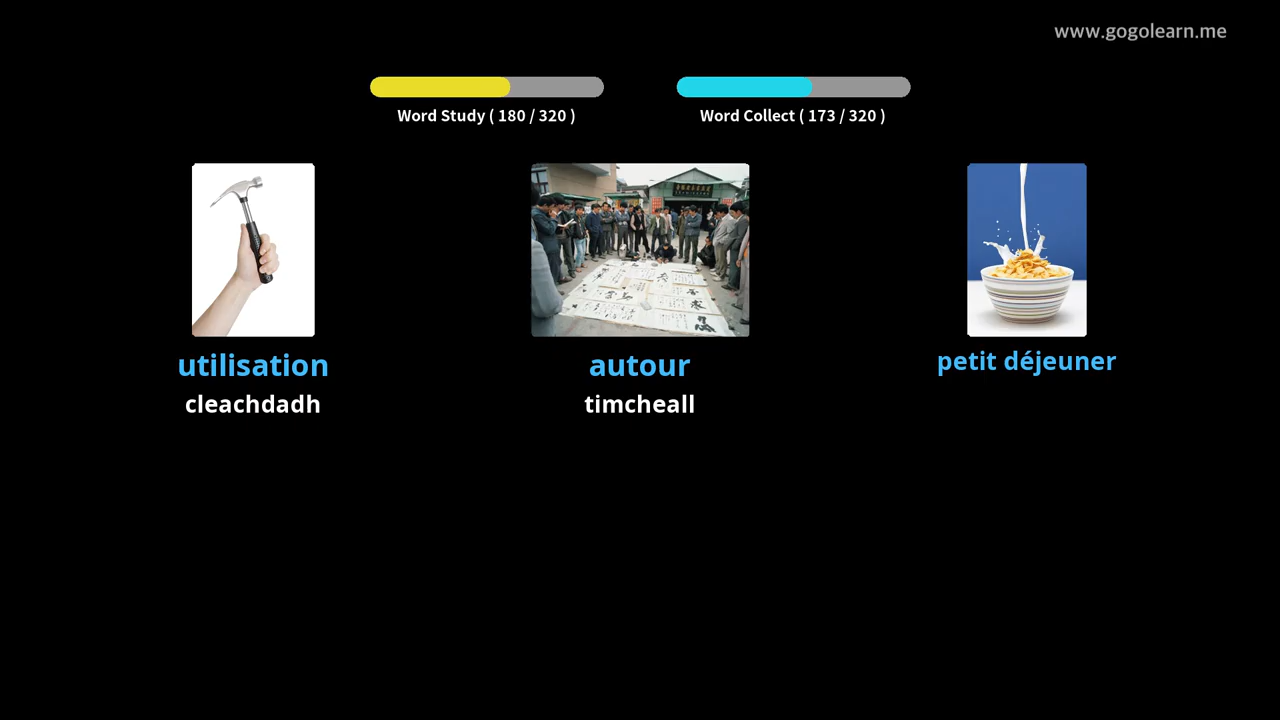 www.gogolearn.me
Word Study ( 180 / 320 )
Word Collect ( 173 / 320 )
utilisation
cleachdadh
autour
timcheall
petit déjeuner